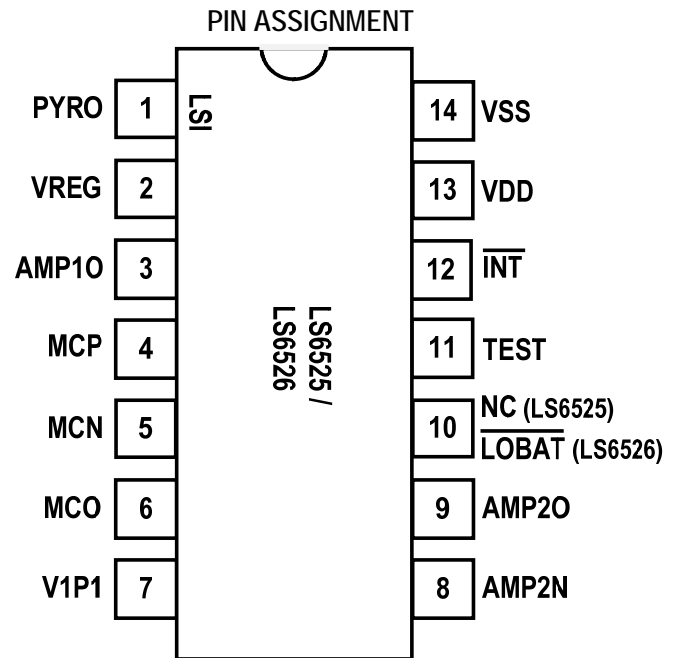 PIN ASSIGNMENT
PYRO 1
VREG 2
AMP1O 3
MCP 4
MCN 5
MCO 6
V1P1 7
LSI
LS6525 /
LS6526
14 VSS
13 VDD
12 INT
11 TEST
10 NC (LS6525)
LOBAT (LS6526)
9 AMP2O
8 AMP2N